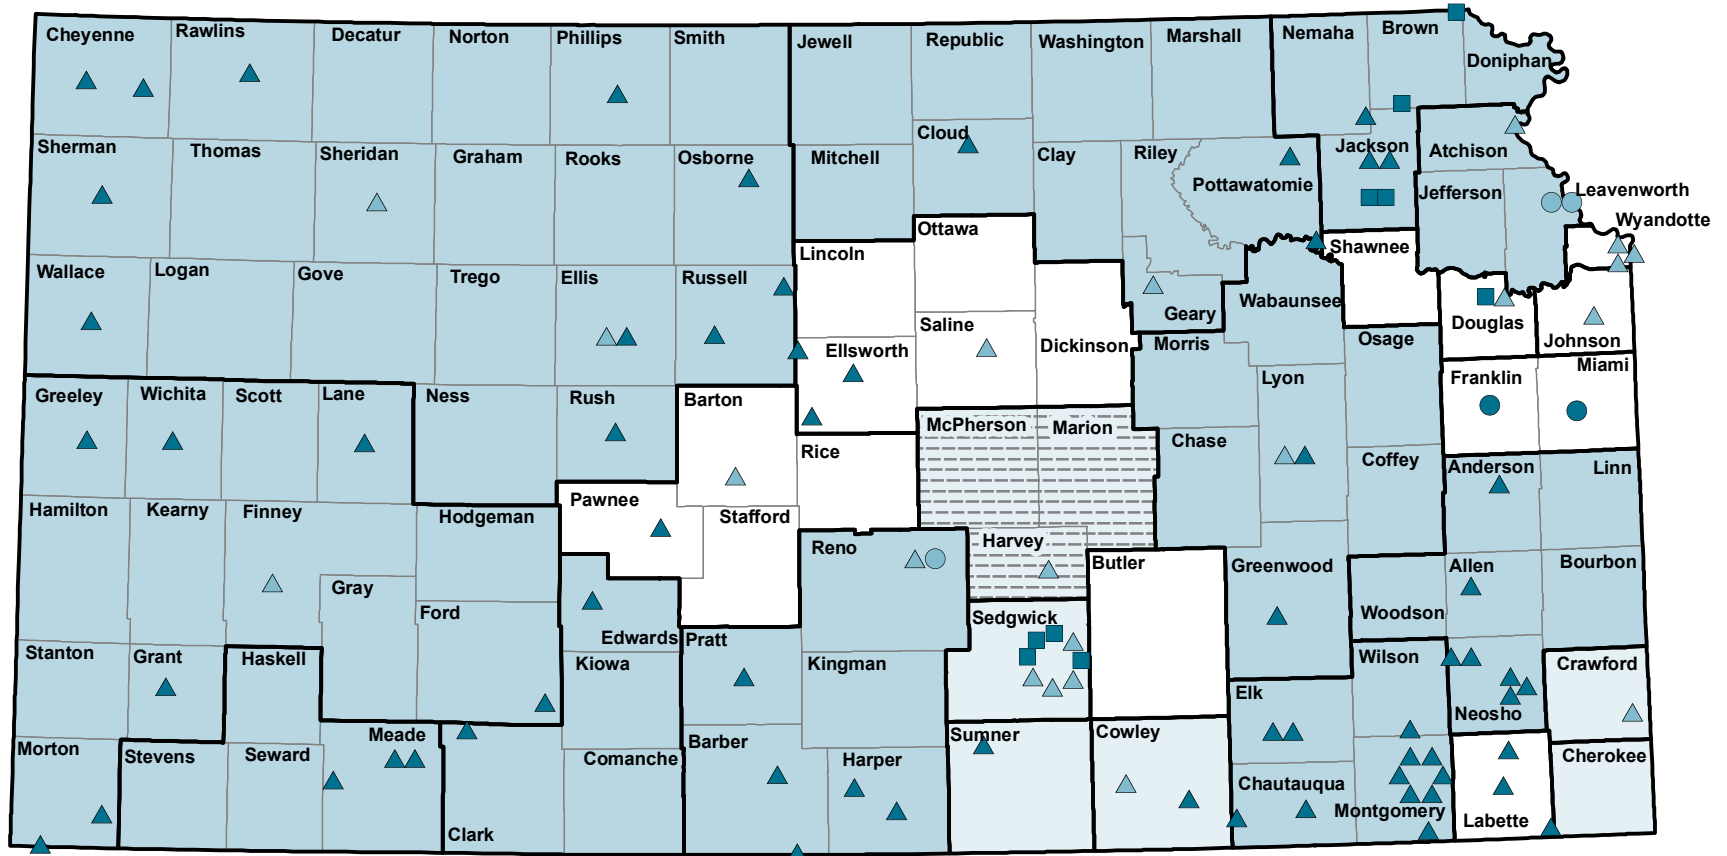 Cheyenne
Rawlins
Decatur
Norton
Phillips
Smith
Jewell
Republic
Washington
Marshall
Nemaha
Brown
Doniphan
Sherman
Thomas
Sheridan
Graham
Rooks
Osborne
Mitchell
Cloud
Clay
Riley
Pottawatomie
Jackson
Atchison
Jefferson
Leavenworth
Wyandotte
Wallace
Logan
Gove
Trego
Ellis
Russell
Lincoln
Ottawa
Saline
Dickinson
Geary
Wabaunsee
Shawnee
Douglas
Johnson
Ellsworth
Morris
Osage
Greeley
Wichita
Scott
Lane
Ness
Rush
Barton
Rice
McPherson
Marion
Chase
Lyon
Coffey
Franklin
Miami
Anderson
Linn
Hamilton
Kearny
Finney
Hodgeman
Pawnee
Stafford
Reno
Harvey
Butler
Greenwood
Woodson
Allen
Bourbon
Gray
Ford
Edwards
Stanton
Grant
Haskell
Kiowa
Pratt
Kingman
Sedgwick
Elk
Wilson
Neosho
Crawford
Morton
Stevens
Seward
Meade
Clark
Comanche
Barber
Harper
Sumner
Cowley
Chautauqua
Montgomery
Labette
Cherokee